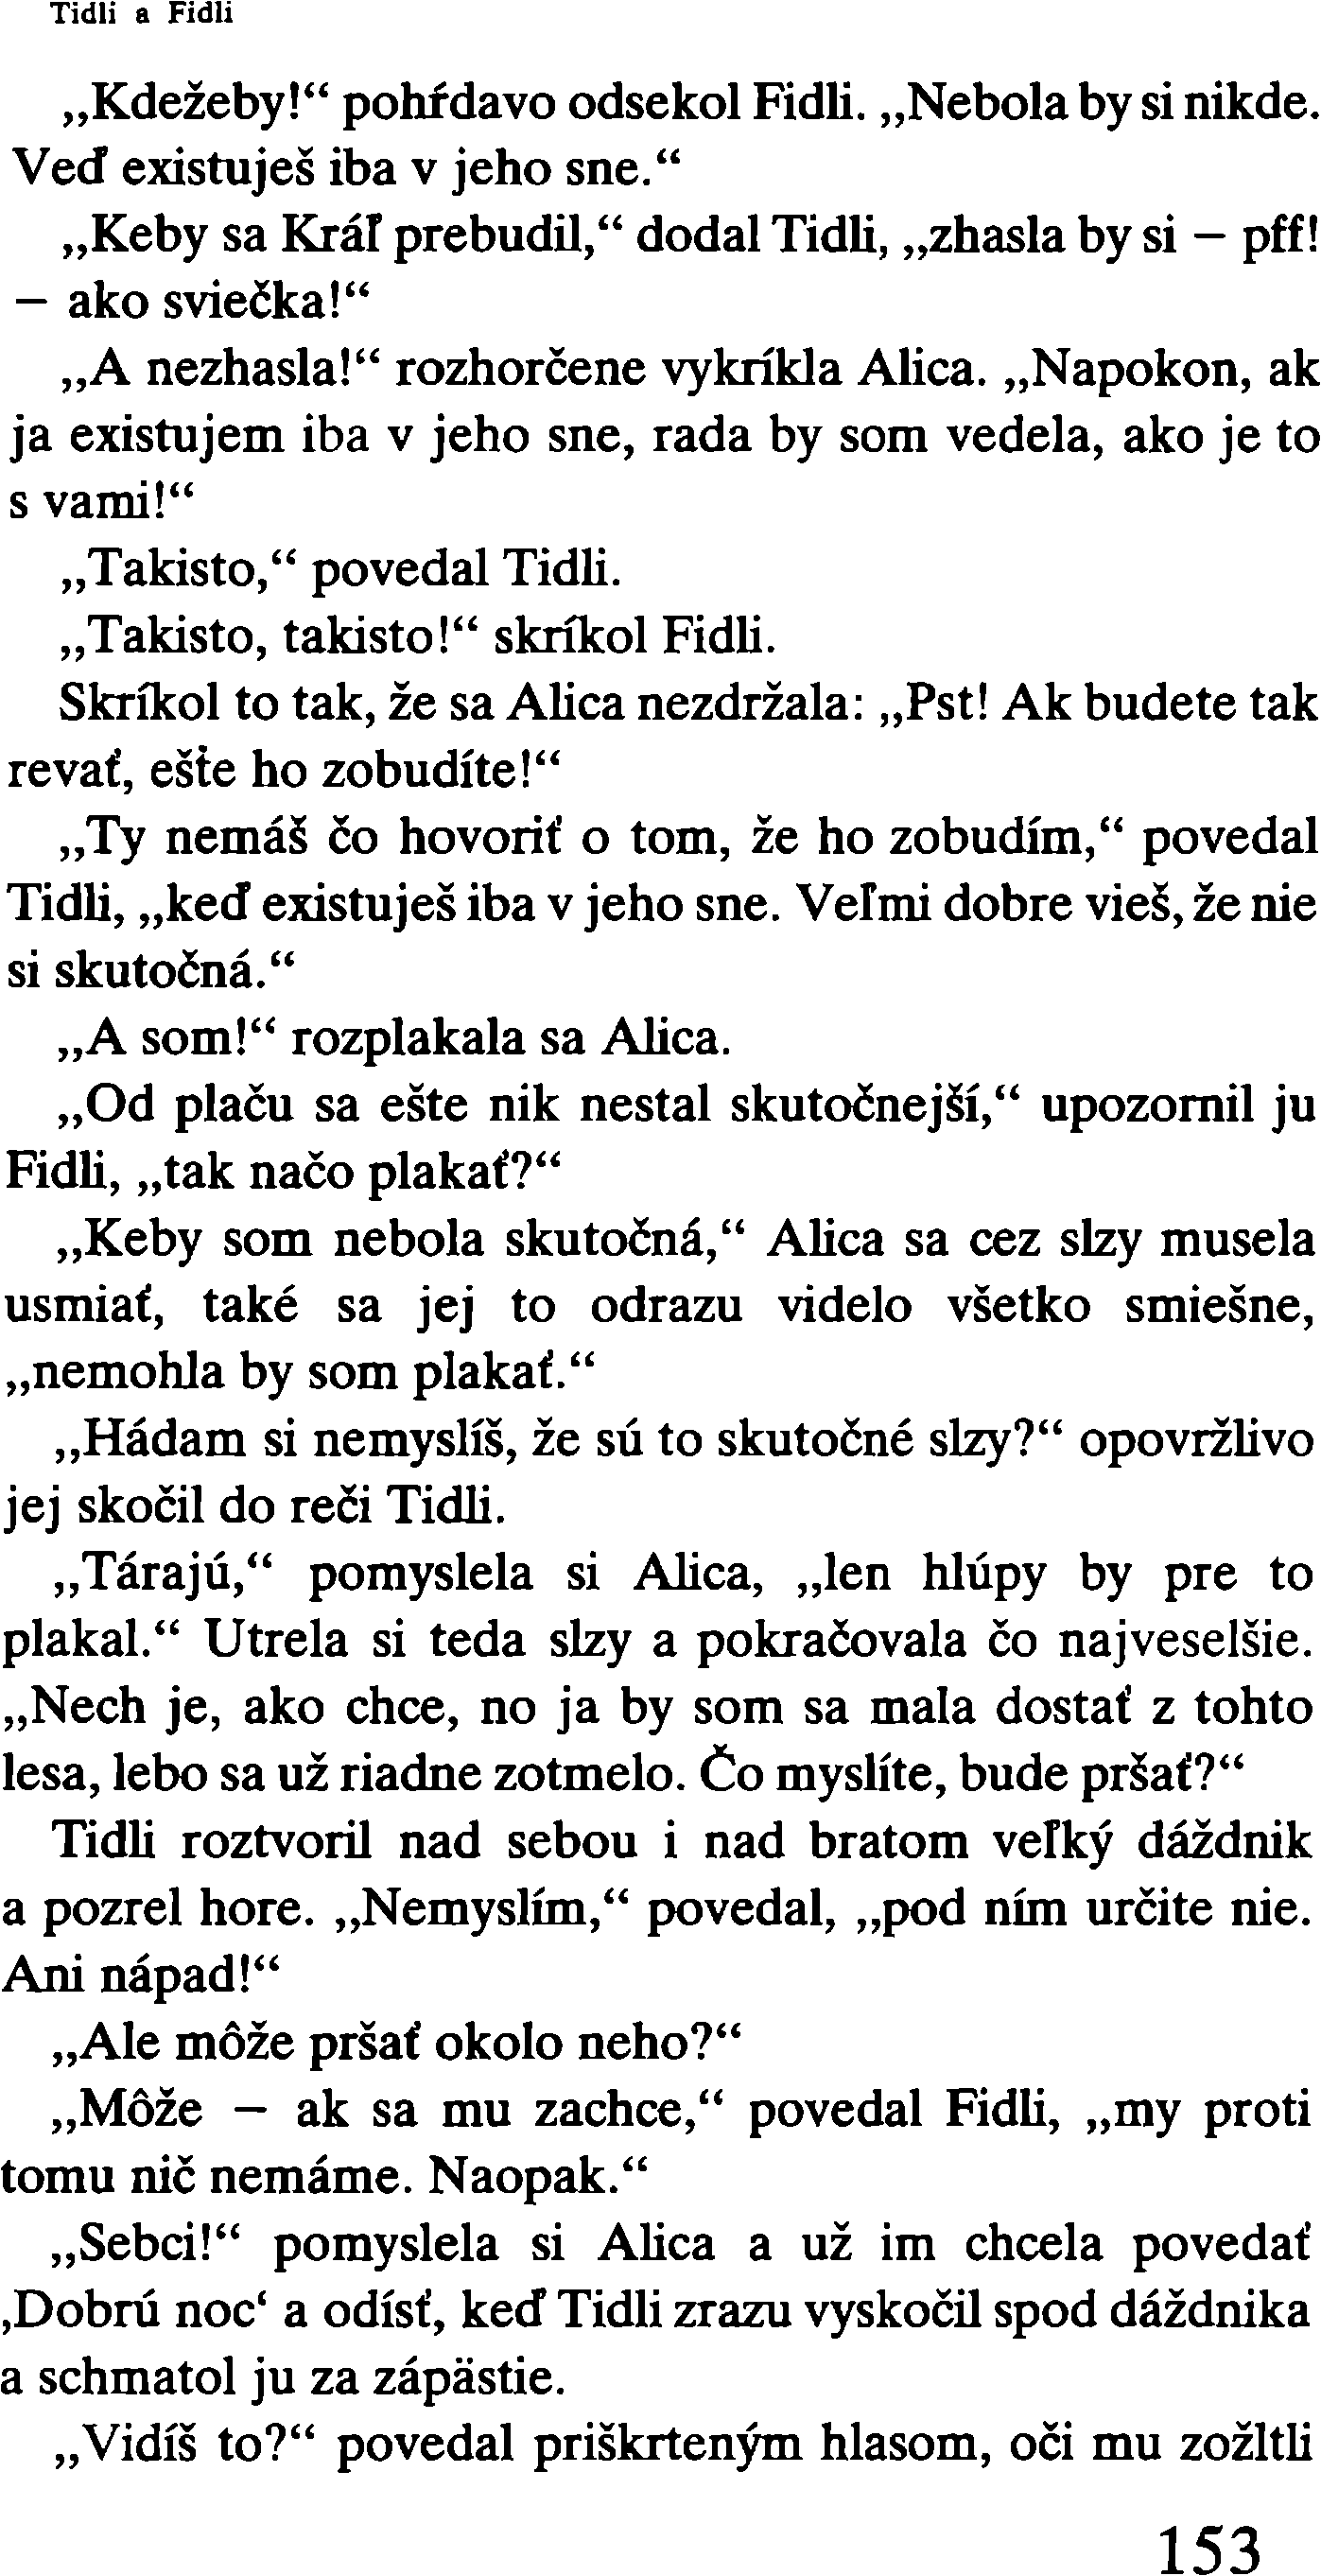 Tidli a Fidli
„Kdežeby!“ pohŕdavo odsekol Fidli. „Nebola by si nikde.
Veď existuješ iba v jeho sne.“
„Keby sa Kráľ prebudil,“ dodal Tidli, „zhasla by si – pff!
– ako sviečka!“
„A nezhasla!“ rozhorčene vykríkla Alica. „Napokon, ak
ja existujem iba v jeho sne, rada by som vedela, ako je to
s vami!“
„Takisto,“ povedal Tidli.
„Takisto, takisto!“ skríkol Fidli.
Skríkol to tak, že sa Alica nezdržala: „Pst! Ak budete tak
revať, ešte ho zobudíte!“
„Ty nemáš čo hovoriť o tom, že ho zobudím,“ povedal
Tidli, „keď existuješ iba v jeho sne. Veľmi dobre vieš, že nie
si skutočná.“
„A som!“ rozplakala sa Alica.
„Od plaču sa ešte nik nestal skutočnejší,“ upozornil ju
Fidli, „tak načo plakať?“
„Keby som nebola skutočná,“ Alica sa cez slzy musela
usmiať, také sa jej to odrazu videlo všetko smiešne,
„nemohla by som plakať.“
„Hádam si nemyslíš, že sú to skutočné slzy?“ opovržlivo
jej skočil do reči Tidli.
„Tárajú,“ pomyslela si Alica, „len hlúpy by pre to
plakal.“ Utrela si teda slzy a pokračovala čo najveselšie.
„Nech je, ako chce, no ja by som sa mala dostať z tohto
lesa, lebo sa už riadne zotmelo. Čo myslíte, bude pršať?“
Tidli roztvoril nad sebou i nad bratom veľký dáždnik
a pozrel hore. „Nemyslím,“ povedal, „pod ním určite nie.
Ani nápad!“
„Ale môže pršať okolo neho?“
„Môže – ak sa mu zachce,“ povedal Fidli, „my proti
tomu nič nemáme. Naopak.“
„Sebci!“ pomyslela si Alica a už im chcela povedať
‚Dobrú noc‘ a odísť, keď Tidli zrazu vyskočil spod dáždnika
a schmatol ju za zápästie.
„Vidíš to?“ povedal priškrteným hlasom, oči mu zožltli
153